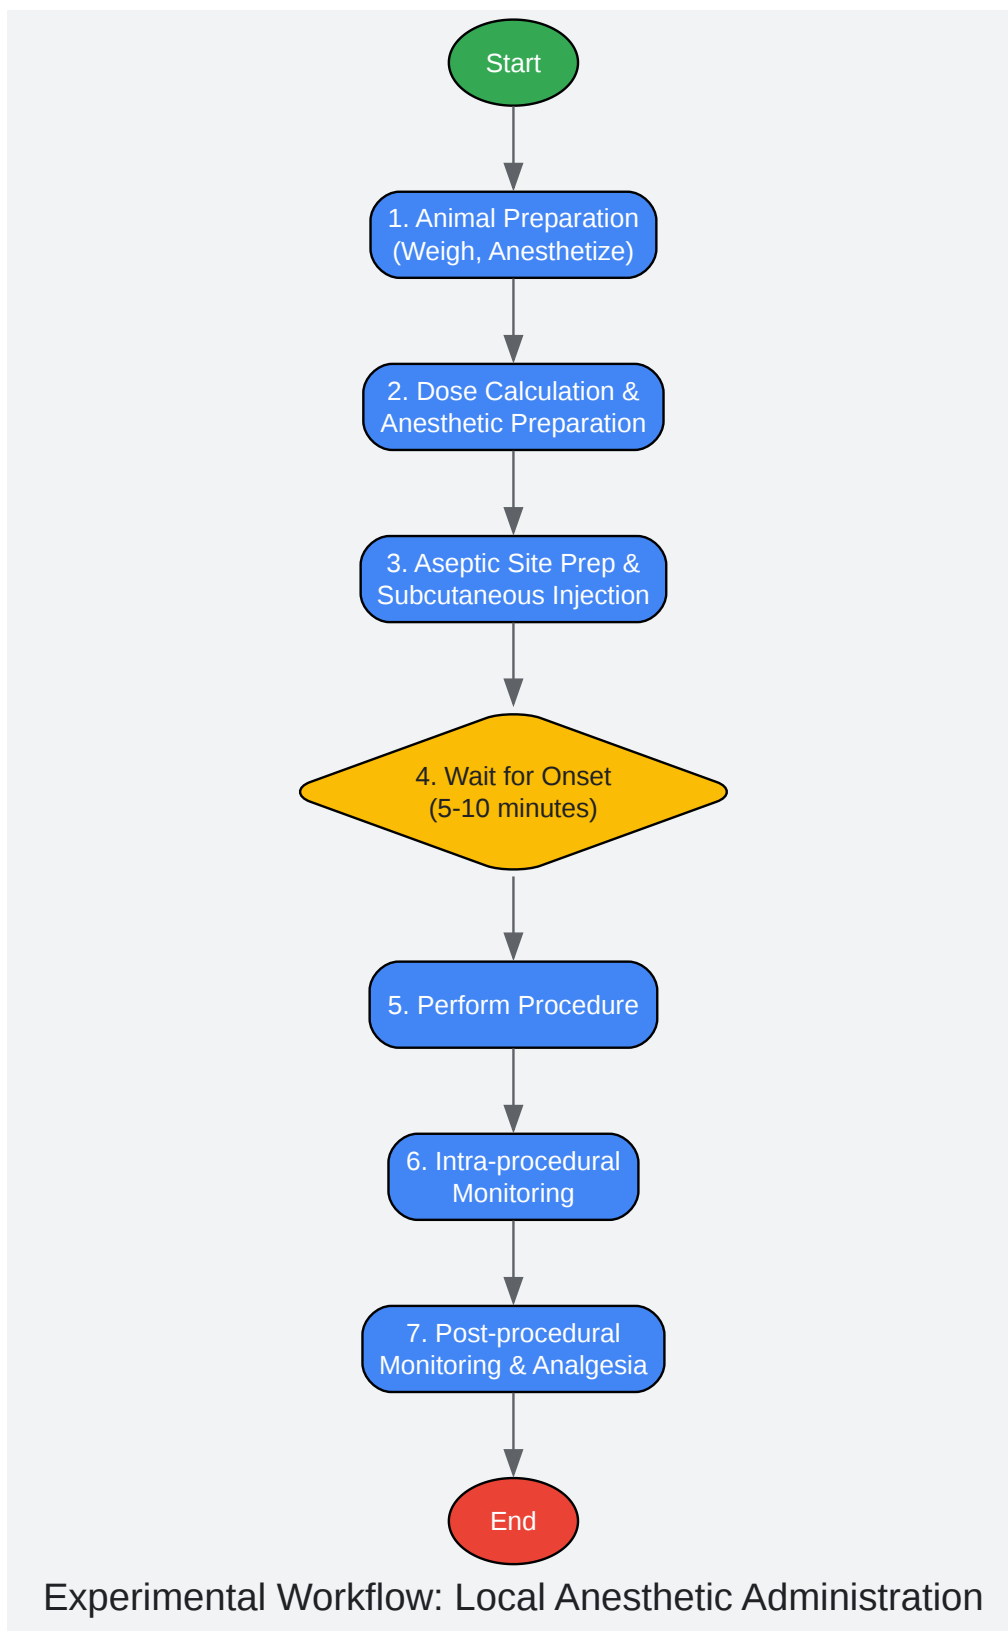 Start
1. Animal Preparation
(Weigh, Anesthetize)
2. Dose Calculation &
Anesthetic Preparation
3. Aseptic Site Prep &
Subcutaneous Injection
4. Wait for Onset
(5-10 minutes)
5. Perform Procedure
6. Intra-procedural
Monitoring
7. Post-procedural
Monitoring & Analgesia
End
Experimental Workflow: Local Anesthetic Administration